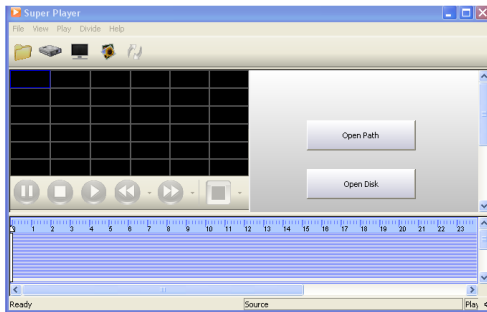 Super Player
File View Play Divide Help
Open Path
Open Disk
0 1 2 3 4 5 6 7 8 9 10 11 12 13 14 15 16 17 18 19 20 21 22 23
Ready Source Play